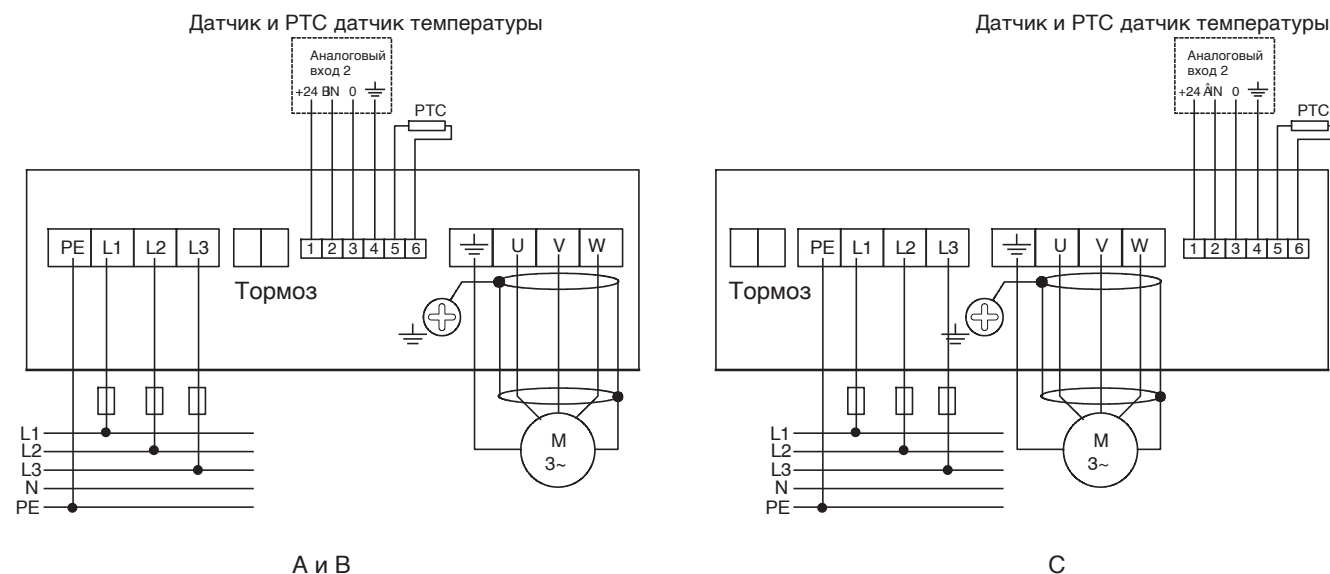 Датчик и PTC датчик температуры
Аналоговый
вход 2
+24 ВIN 0
PTC
PE L1 L2 L3
1 2 3 4 5 6
U V W
Тормоз
L1
L2
L3
N
PE
M
3~
А и В
Датчик и PTC датчик температуры
Аналоговый
вход 2
+24 ÂIN 0
PTC
PE L1 L2 L3
U V W
1 2 3 4 5 6
Тормоз
L1
L2
L3
N
PE
M
3~
С